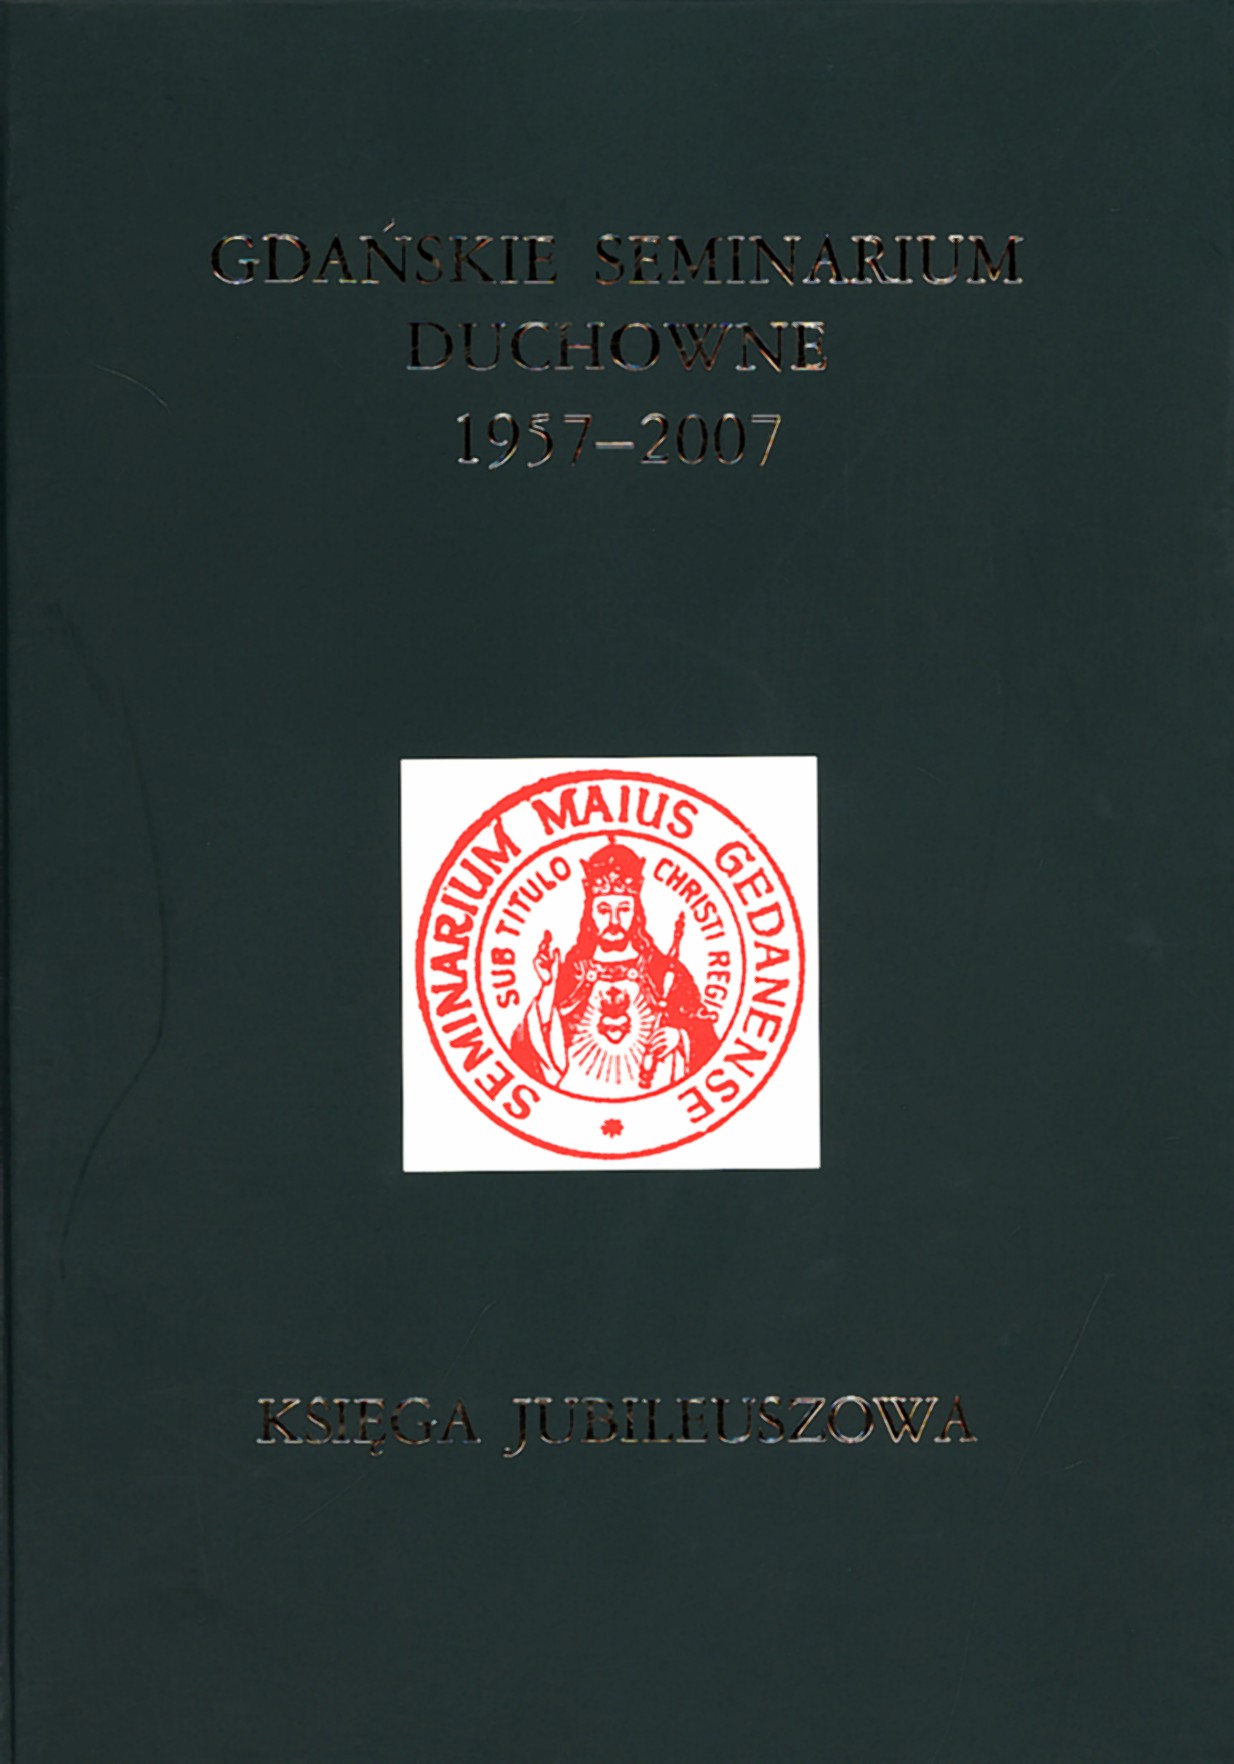 GDAŃSKIE SEMINARIUM
DUCHOWNE
1957–2007
SEMINARIUM MAIUS GEDANENSE
SUB TITULO CHRISTI REGIS
KSIĘGA JUBILEUSZOWA